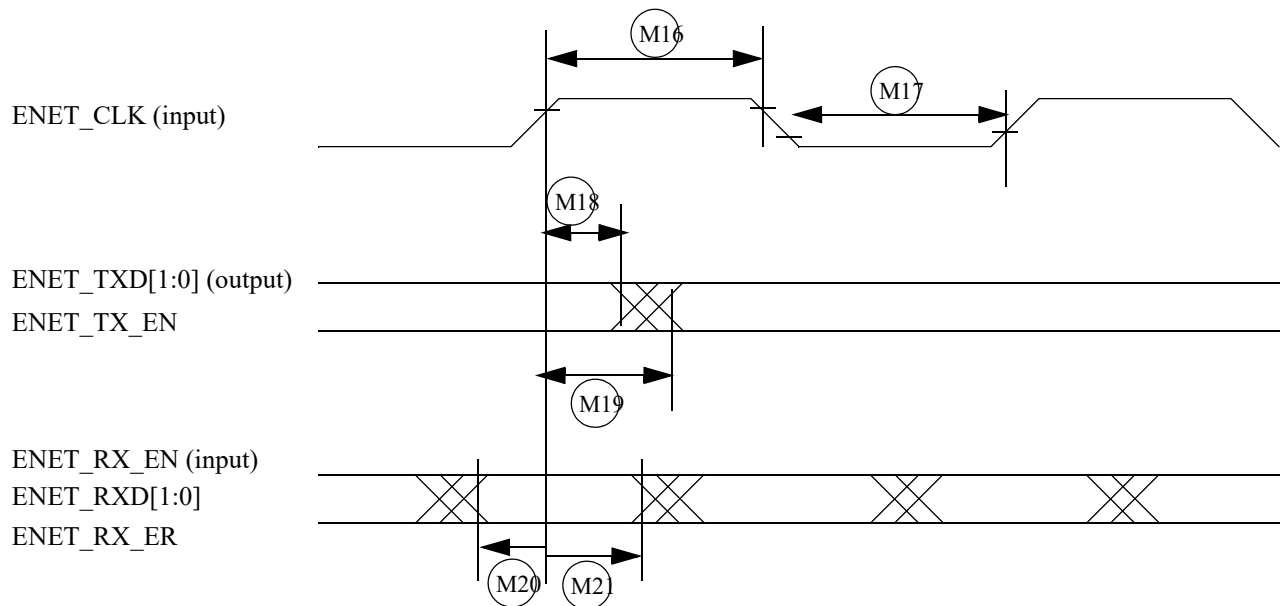 M16
ENET_CLK (input)
M17
M18
ENET_TXD[1:0] (output)
ENET_TX_EN
M19
ENET_RX_EN (input)
ENET_RXD[1:0]
ENET_RX_ER
M20
M21